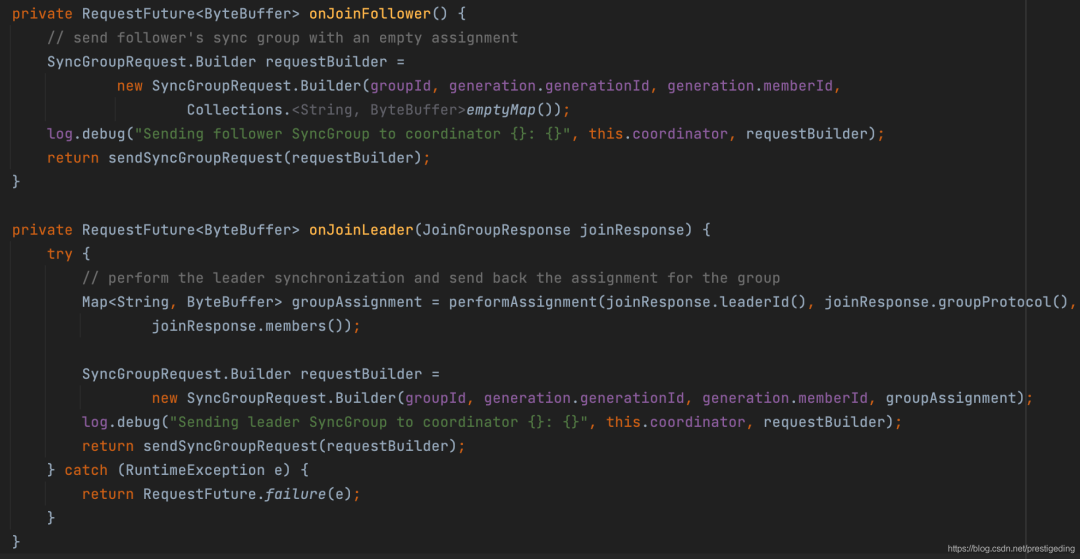 private RequestFuture<ByteBuffer> onJoinFollower() {
// send follower's sync group with an empty assignment
SyncGroupRequest.Builder requestBuilder =
new SyncGroupRequest.Builder(groupId, generation.generationId, generation.memberId,
Collections.<String, ByteBuffer>emptyMap());
log.debug("Sending follower SyncGroup to coordinator {}: {}", this.coordinator, requestBuilder);
return sendSyncGroupRequest(requestBuilder);
}
private RequestFuture<ByteBuffer> onJoinLeader(JoinGroupResponse joinResponse) {
try {
// perform the leader synchronization and send back the assignment for the group
Map<String, ByteBuffer> groupAssignment = performAssignment(joinResponse.leaderId(), joinResponse.groupProtocol(),
joinResponse.members());
SyncGroupRequest.Builder requestBuilder =
new SyncGroupRequest.Builder(groupId, generation.generationId, generation.memberId, groupAssignment);
log.debug("Sending leader SyncGroup to coordinator {}: {}", this.coordinator, requestBuilder);
return sendSyncGroupRequest(requestBuilder);
} catch (RuntimeException e) {
return RequestFuture.failure(e);
}
}
https://blog.csdn.net/prestigeding